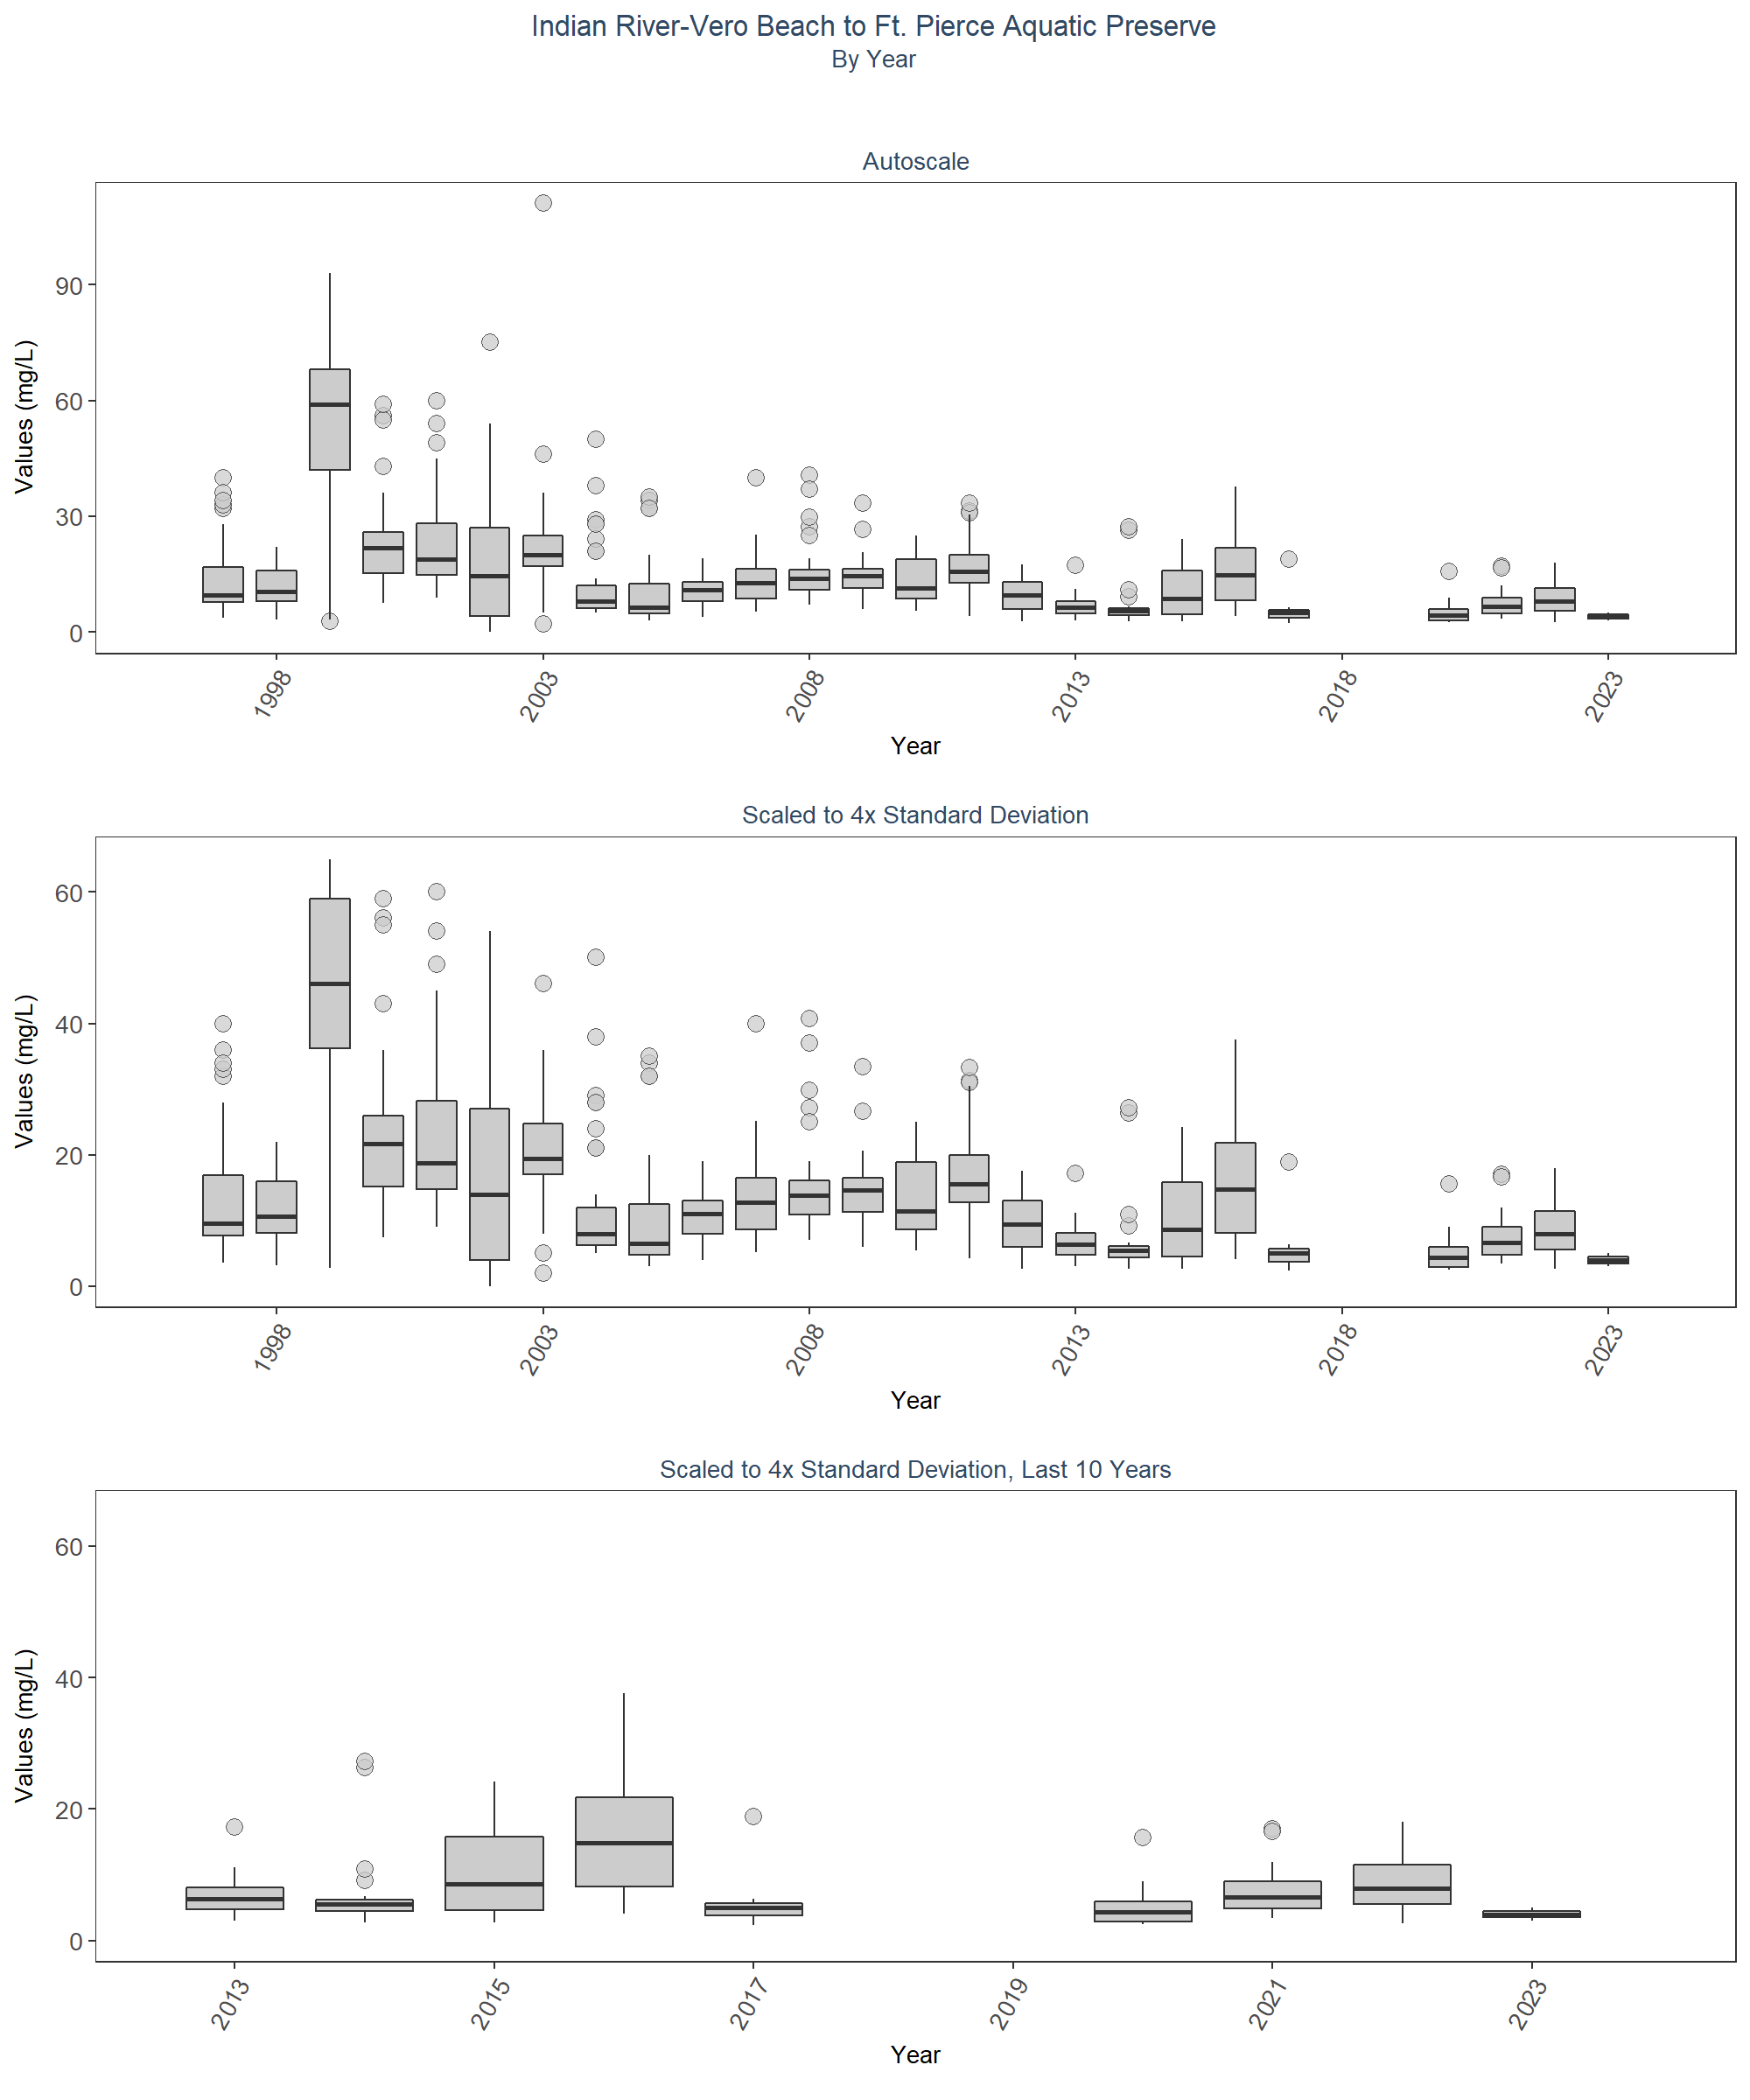 Indian River-Vero Beach to Ft. Pierce Aquatic Preserve
By Year
Autoscale
Values (mg/L)
90
60
30
0
1998
2003
2008
2013
2018
2023
Year
Scaled to 4x Standard Deviation
Values (mg/L)
60
40
20
0
1998
2003
2008
2013
2018
2023
Year
Scaled to 4x Standard Deviation, Last 10 Years
Values (mg/L)
60
40
20
0
2013
2015
2017
2019
2021
2023
Year